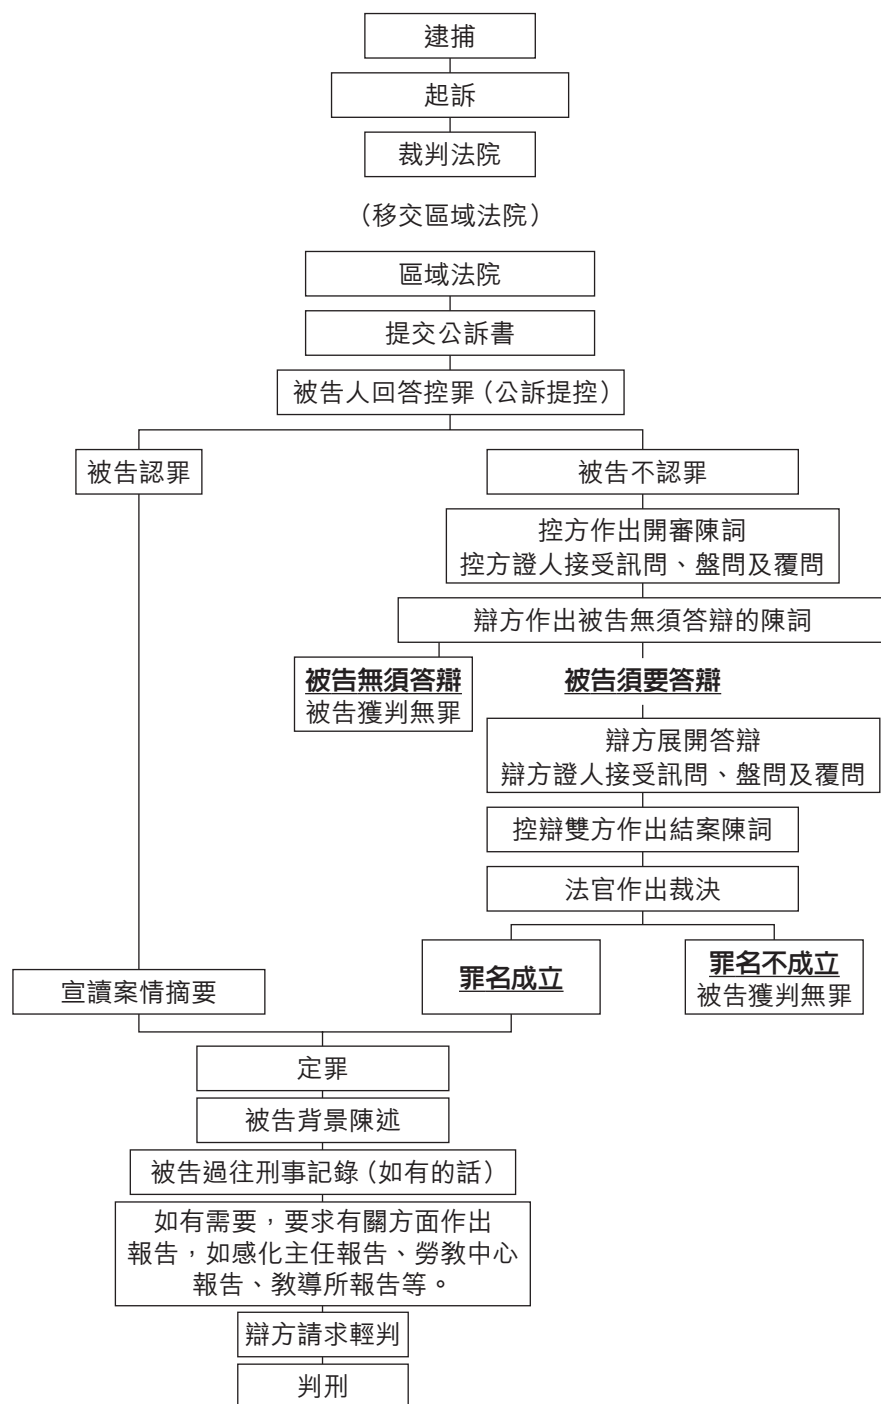 逮捕
起訴
裁判法院
（移交區域法院）
區域法院
提交公訴書
被告人回答控罪（公訴提控）
被告認罪
被告不認罪
控方作出開審陳詞
控方證人接受訊問、盤問及覆問
辯方作出被告無須答辯的陳詞
被告無須答辯
被告獲判無罪
被告須要答辯
辯方展開答辯
辯方證人接受訊問、盤問及覆問
控辯雙方作出結案陳詞
法官作出裁決
宣讀案情摘要
罪名成立
罪名不成立
被告獲判無罪
定罪
被告背景陳述
被告過往刑事記錄（如有的話）
如有需要，要求有關方面作出
報告，如感化主任報告、勞教中心
報告、教導所報告等。
辯方請求輕判
判刑